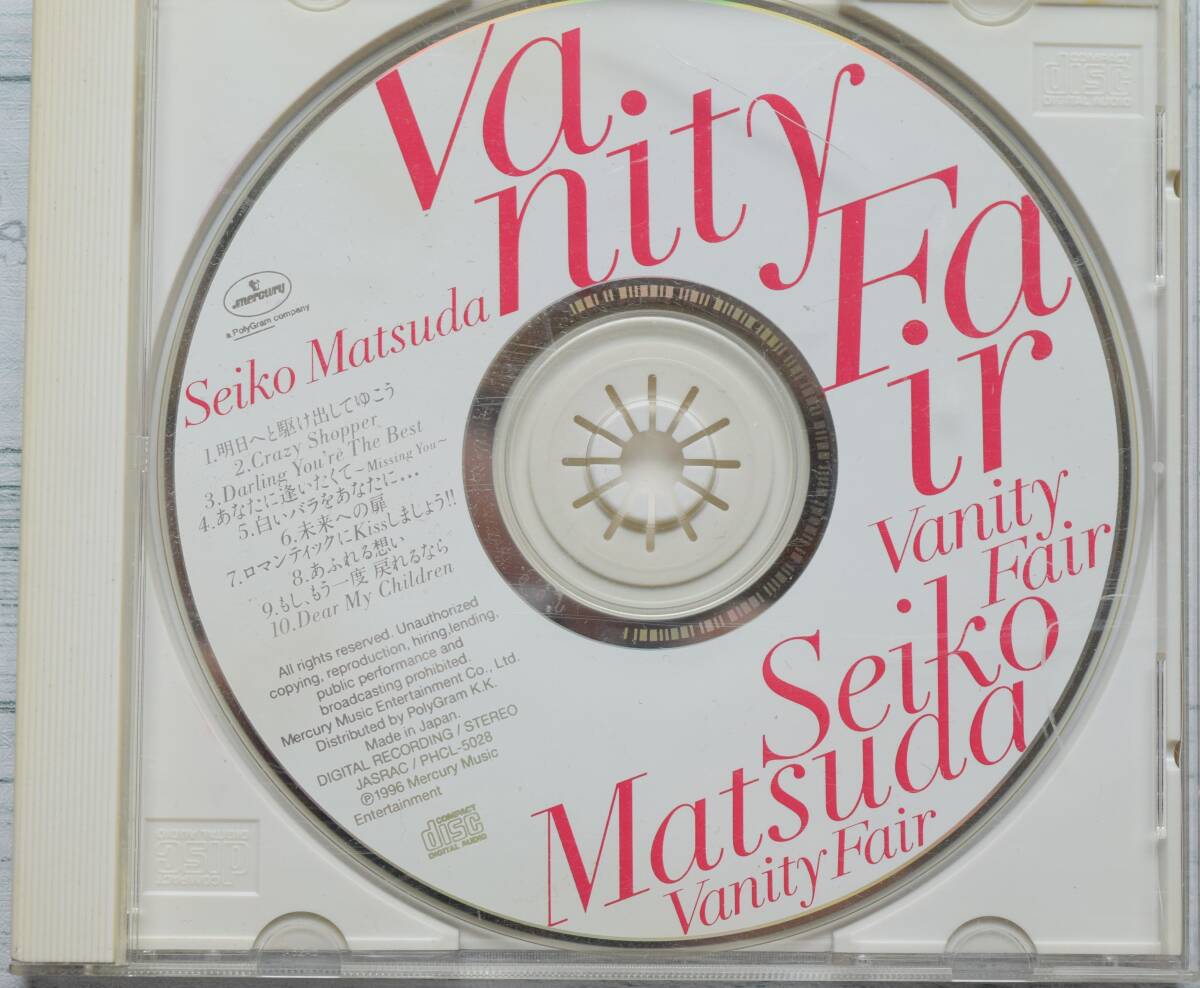 Va
nity
Fa
ir
Vanity
Fair
Seiko
Matsuda
Vanity Fair
mercury
a.PolyGram company
Seiko Matsuda
1.明日へと駆け出してゆこう
2.Crazy Shopper
3.Darling You're The Best
4.あなたに逢いたくて~Missing You~
5.白いバラをあなたに…
6.未来への扉
7.ロマンティックにKissしましょう!!
8.あふれる想い
9.もし、もう一度 戻れるなら
10.Dear My Children
All rights reserved. Unauthorized
copying, reproduction, hiring,lending,
public performance and
broadcasting prohibited.
Mercury Music Entertainment Co., Ltd.
Distributed by PolyGram K.K.
Made in Japan.
DIGITAL RECORDING / STEREO
JASRAC / PHCL-5028
℗1996 Mercury Music
Entertainment
COMPACT
disc
DIGITAL AUDIO
COMPACT
disc
DIGITAL AUDIO
COMPACT
disc
DIGITAL AUDIO